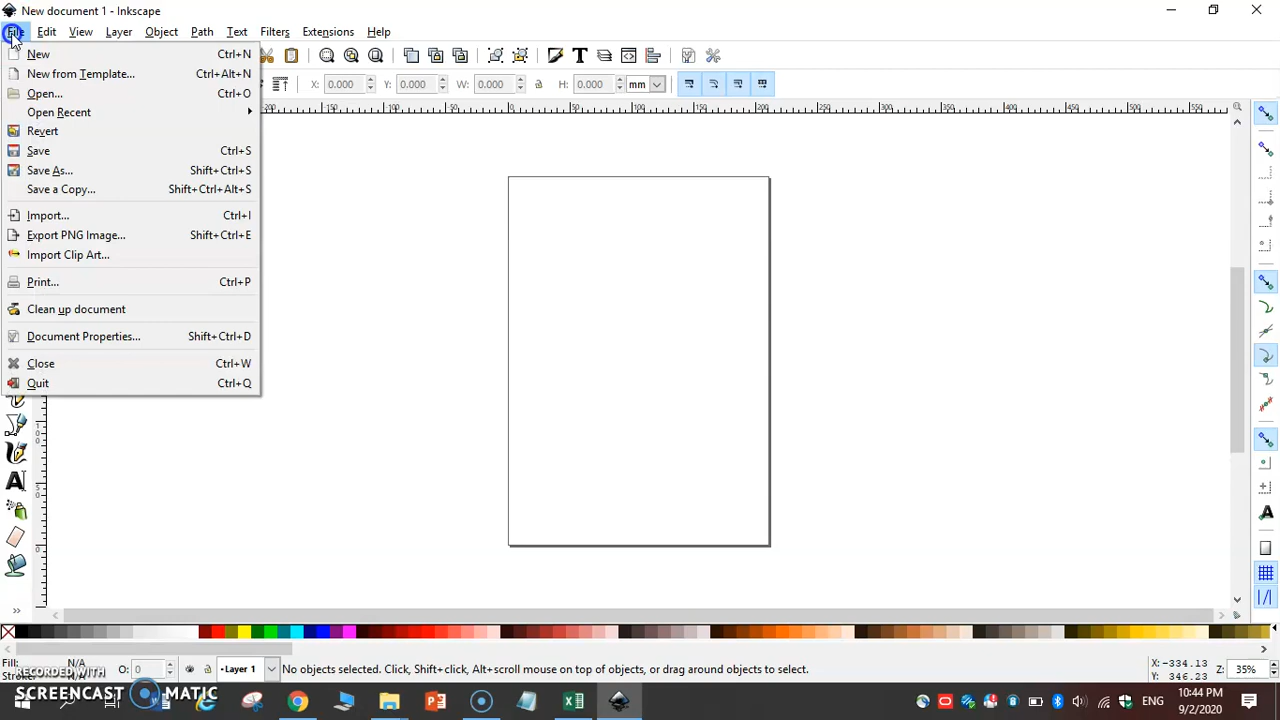 New document 1 - Inkscape
File Edit View Layer Object Path Text Filters Extensions Help
New Ctrl+N
New from Template... Ctrl+Alt+N
Open... Ctrl+O
Open Recent
Revert
Save Ctrl+S
Save As... Shift+Ctrl+S
Save a Copy... Shift+Ctrl+Alt+S
Import... Ctrl+I
Export PNG Image... Shift+Ctrl+E
Import Clip Art...
Print... Ctrl+P
Clean up document
Document Properties... Shift+Ctrl+D
Close Ctrl+W
Quit Ctrl+Q
X: 0.000 Y: 0.000 W: 0.000 H: 0.000 mm
Fill: N/A O: 0 Layer 1 No objects selected. Click, Shift+click, Alt+scroll mouse on top of objects, or drag around objects to select. X: -334.13 Z: 35%
Stroke: N/A Y: 346.23
RECORDED WITH
SCREENCAST MATIC
ENG
10:44 PM
9/2/2020